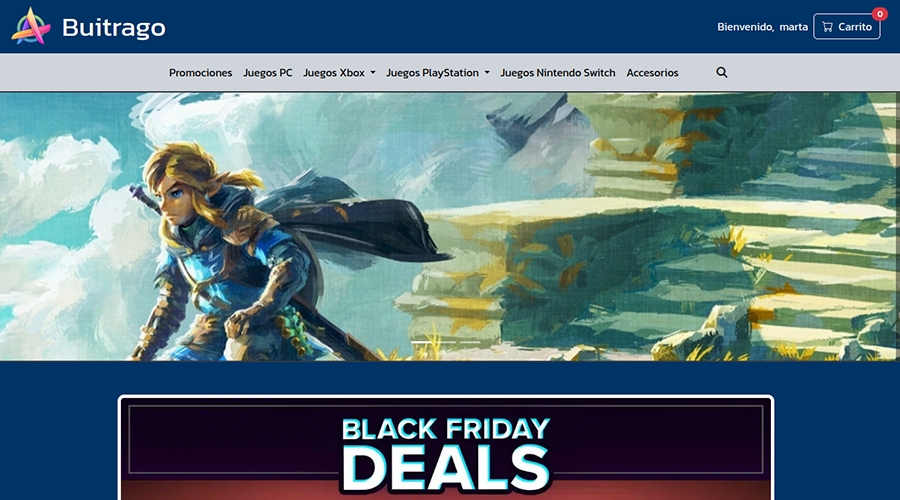 Buitrago
Bienvenido, marta
Carrito
0
Promociones Juegos PC Juegos Xbox Juegos PlayStation Juegos Nintendo Switch Accesorios
BLACK FRIDAY
DEALS